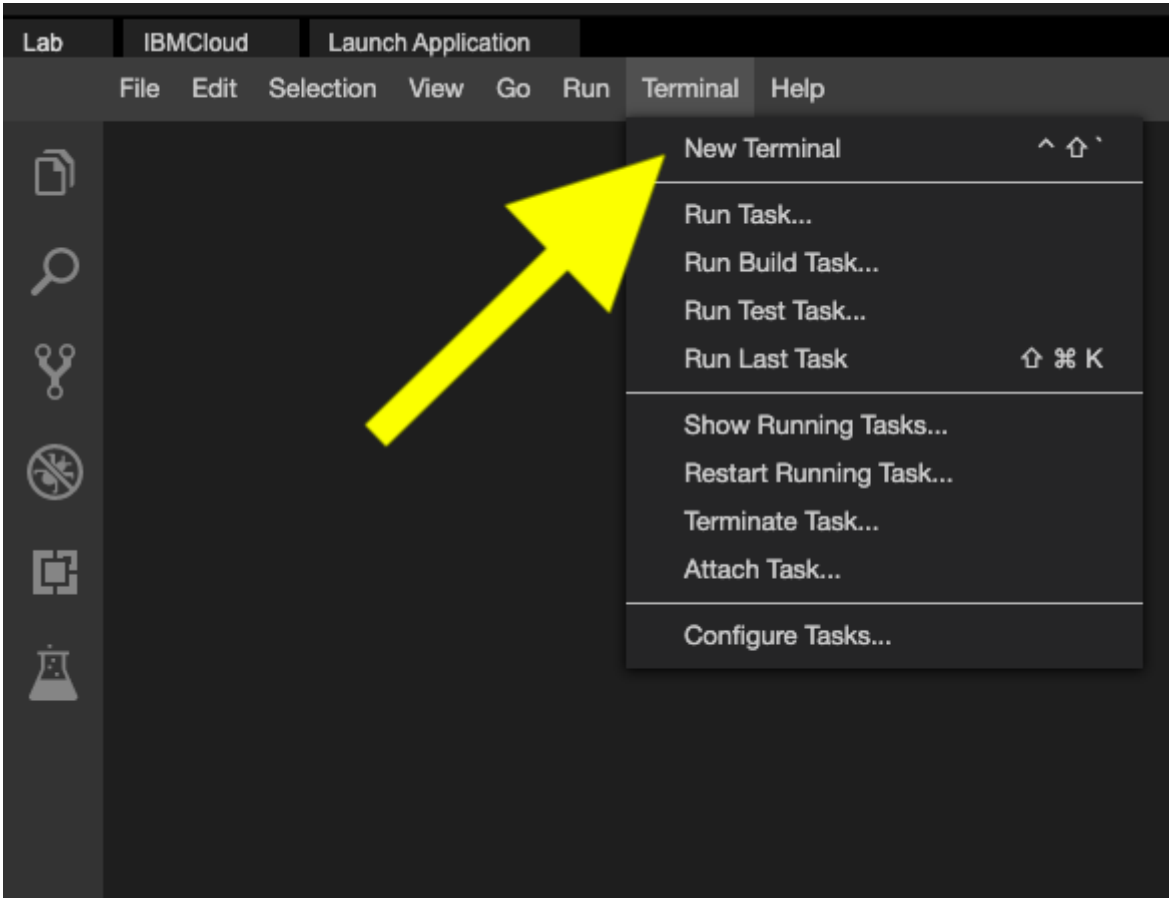 Lab IBMCloud Launch Application
File Edit Selection View Go Run Terminal Help
New Terminal ^ ⇧ `
Run Task...
Run Build Task...
Run Test Task...
Run Last Task ⇧ ⌘ K
Show Running Tasks...
Restart Running Task...
Terminate Task...
Attach Task...
Configure Tasks...